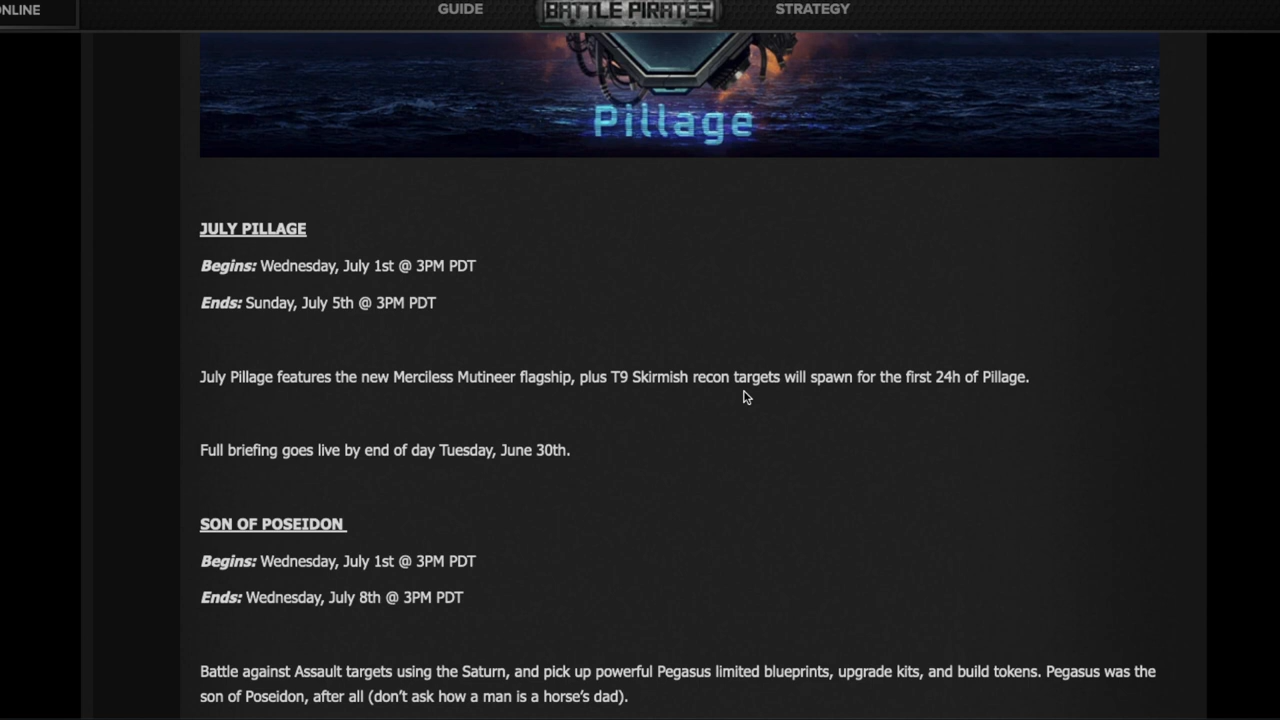 ONLINE
GUIDE
BATTLE PIRATES
STRATEGY
Pillage
JULY PILLAGE
Begins: Wednesday, July 1st @ 3PM PDT
Ends: Sunday, July 5th @ 3PM PDT
July Pillage features the new Merciless Mutineer flagship, plus T9 Skirmish recon targets will spawn for the first 24h of Pillage.
Full briefing goes live by end of day Tuesday, June 30th.
SON OF POSEIDON
Begins: Wednesday, July 1st @ 3PM PDT
Ends: Wednesday, July 8th @ 3PM PDT
Battle against Assault targets using the Saturn, and pick up powerful Pegasus limited blueprints, upgrade kits, and build tokens. Pegasus was the
son of Poseidon, after all (don’t ask how a man is a horse’s dad).